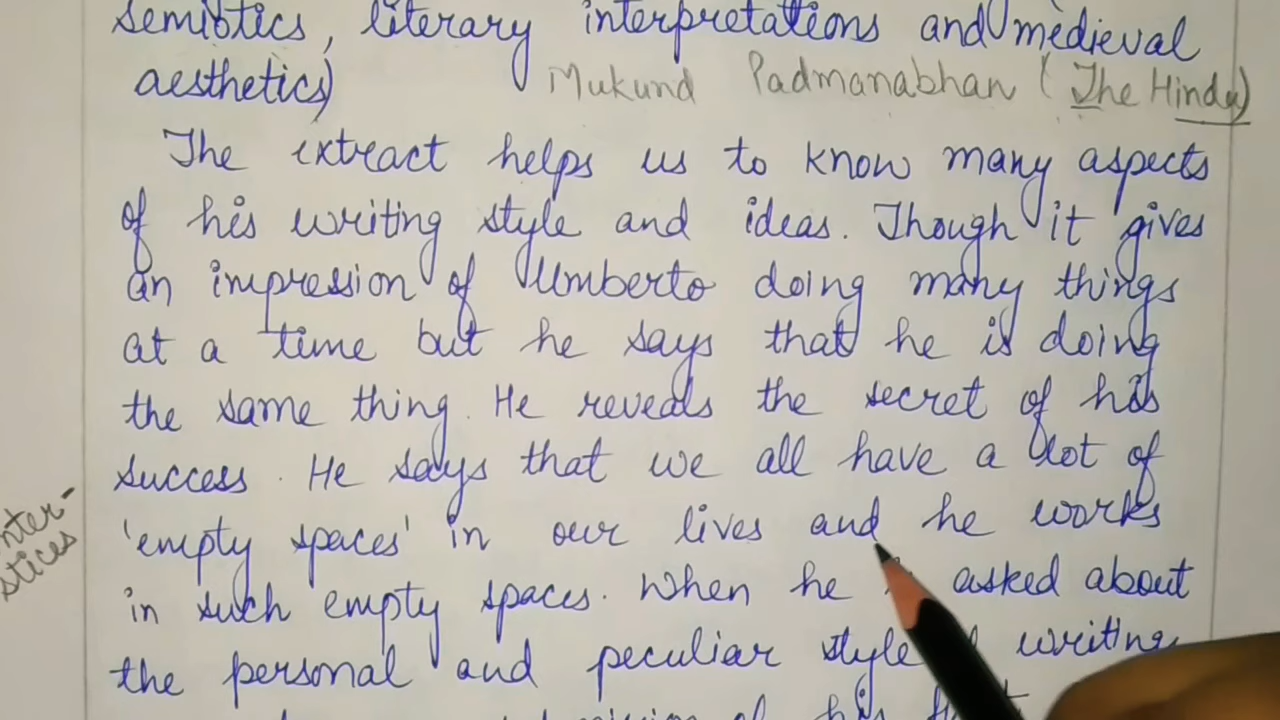 semiotics, literary interpretations and medieval
aesthetics) Mukund Padmanabhan (The Hindu)
The extract helps us to know many aspects
of his writing style and ideas. Though it gives
an impression of Umberto doing many things
at a time but he says that he is doing
the same thing. He reveals the secret of his
success. He says that we all have a lot of
'empty spaces' in our lives and he works
nter-
stices
in such empty spaces. When he asked about
the personal and peculiar style writing
of his